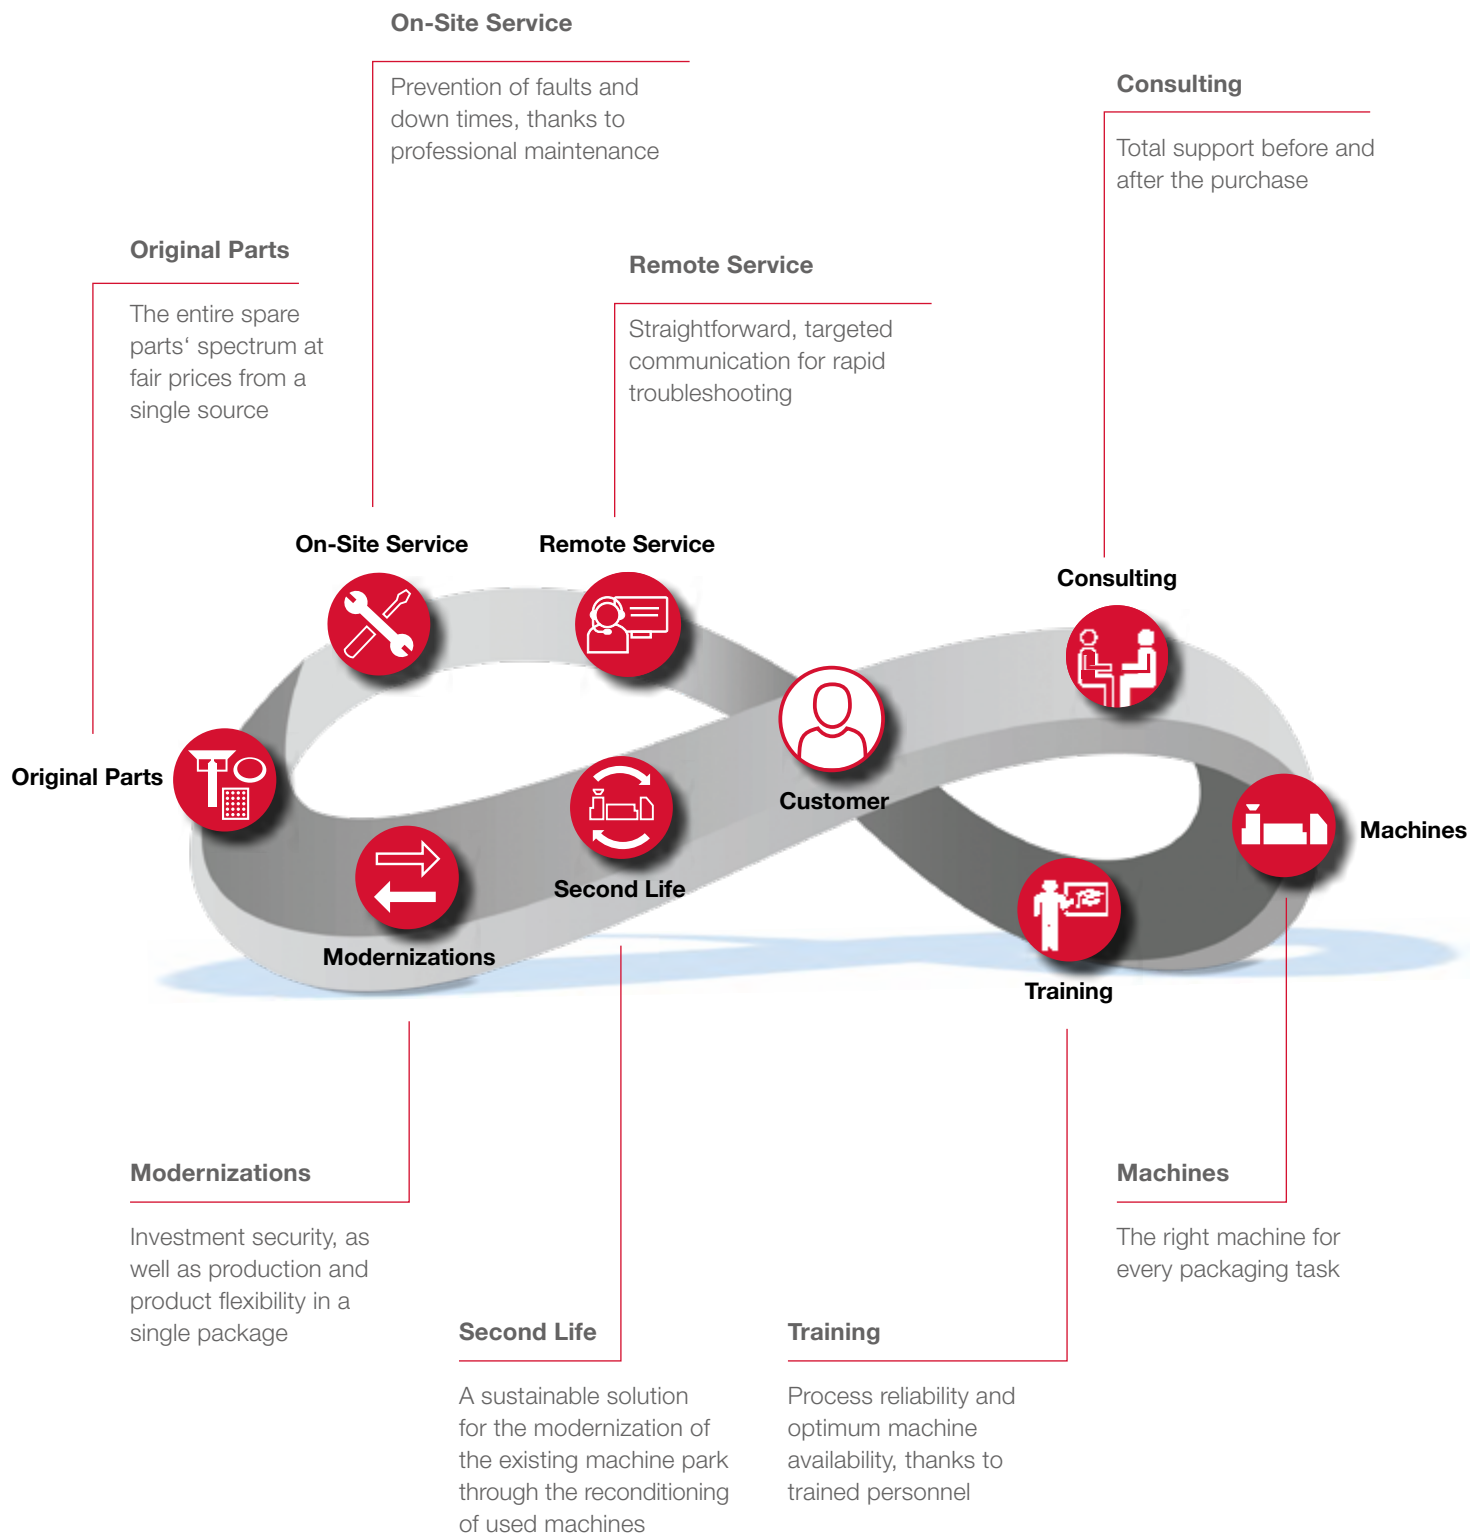 On-Site Service
Prevention of faults and
down times, thanks to
professional maintenance
Consulting
Total support before and
after the purchase
Original Parts
The entire spare
parts‘ spectrum at
fair prices from a
single source
Remote Service
Straightforward, targeted
communication for rapid
troubleshooting
On-Site Service
Remote Service
Consulting
Original Parts
Customer
Machines
Second Life
Modernizations
Training
Modernizations
Investment security, as
well as production and
product flexibility in a
single package
Machines
The right machine for
every packaging task
Second Life
A sustainable solution
for the modernization of
the existing machine park
through the reconditioning
of used machines
Training
Process reliability and
optimum machine
availability, thanks to
trained personnel